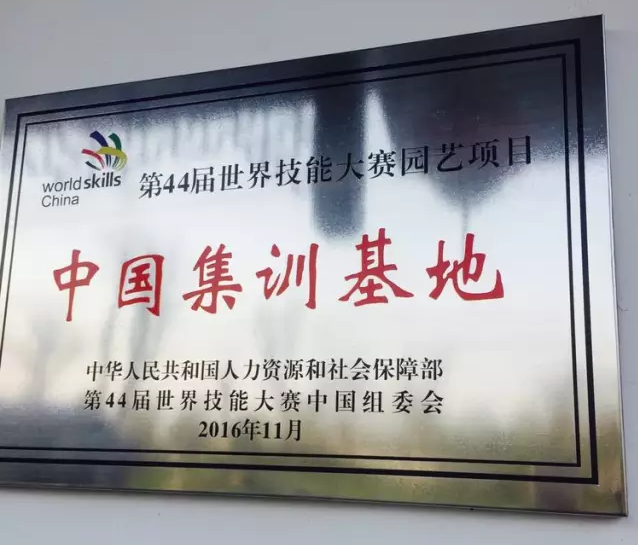 world skills
China
第44届世界技能大赛园艺项目
中国集训基地
中华人民共和国人力资源和社会保障部
第44届世界技能大赛中国组委会
2016年11月